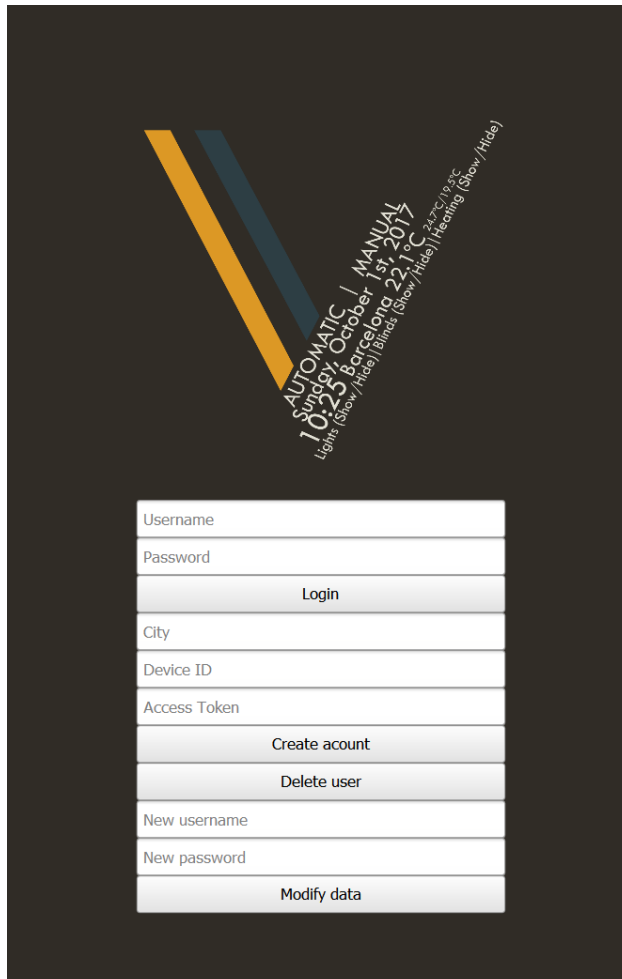 AUTOMATIC | MANUAL
Sunday, October 1st, 2017
10:25 Barcelona 22.1°C 24.7°C/19.5°C
Lights (Show/Hide)|Blinds (Show/Hide)|Heating (Show/Hide)
Username
Password
Login
City
Device ID
Access Token
Create acount
Delete user
New username
New password
Modify data